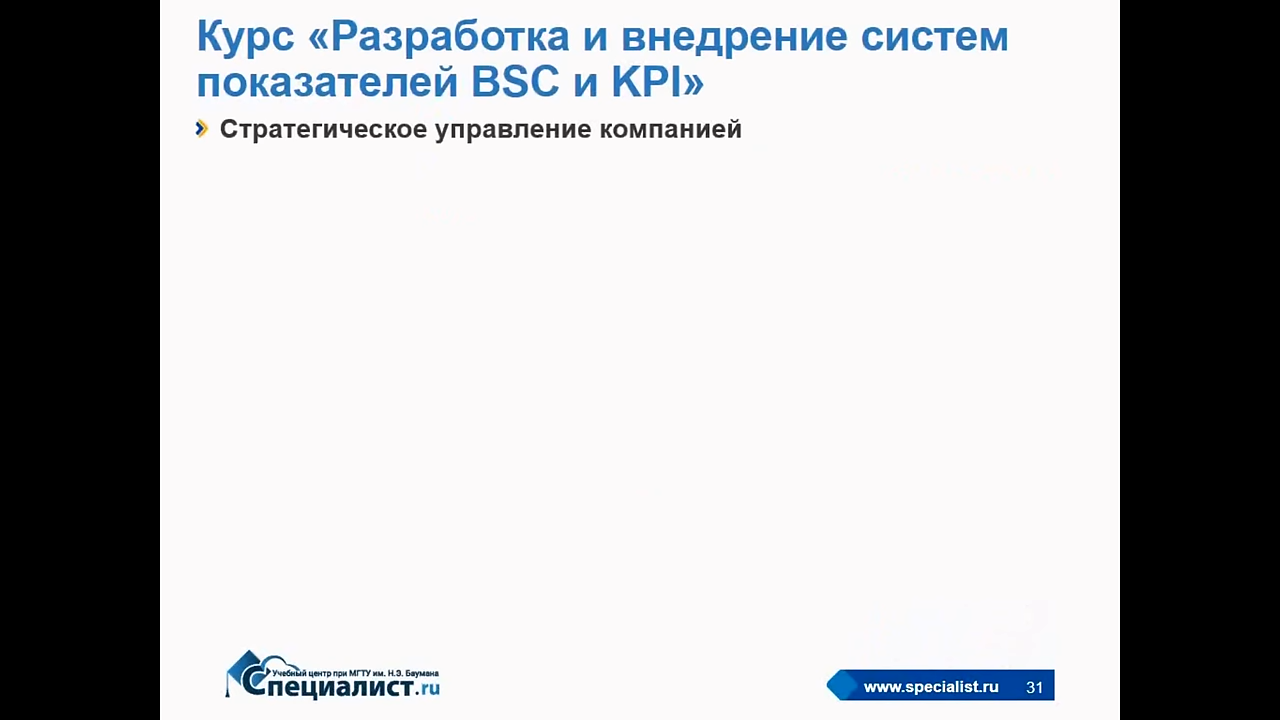 Курс «Разработка и внедрение систем
показателей BSC и KPI»
Стратегическое управление компанией
Учебный центр при МГТУ им. Н.Э. Баумана
Специалист.ru
www.specialist.ru 31